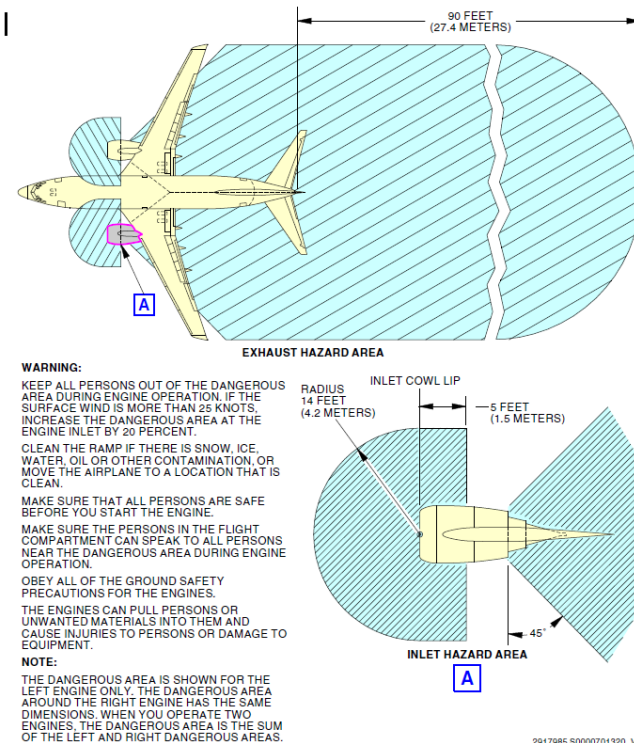 90 FEET
(27.4 METERS)
A
EXHAUST HAZARD AREA
WARNING:
KEEP ALL PERSONS OUT OF THE DANGEROUS
AREA DURING ENGINE OPERATION. IF THE
SURFACE WIND IS MORE THAN 25 KNOTS,
INCREASE THE DANGEROUS AREA AT THE
ENGINE INLET BY 20 PERCENT.
CLEAN THE RAMP IF THERE IS SNOW, ICE,
WATER, OIL OR OTHER CONTAMINATION, OR
MOVE THE AIRPLANE TO A LOCATION THAT IS
CLEAN.
MAKE SURE THAT ALL PERSONS ARE SAFE
BEFORE YOU START THE ENGINE.
MAKE SURE THE PERSONS IN THE FLIGHT
COMPARTMENT CAN SPEAK TO ALL PERSONS
NEAR THE DANGEROUS AREA DURING ENGINE
OPERATION.
OBEY ALL OF THE GROUND SAFETY
PRECAUTIONS FOR THE ENGINES.
THE ENGINES CAN PULL PERSONS OR
UNWANTED MATERIALS INTO THEM AND
CAUSE INJURIES TO PERSONS OR DAMAGE TO
EQUIPMENT.
NOTE:
THE DANGEROUS AREA IS SHOWN FOR THE
LEFT ENGINE ONLY. THE DANGEROUS AREA
AROUND THE RIGHT ENGINE HAS THE SAME
DIMENSIONS. WHEN YOU OPERATE TWO
ENGINES, THE DANGEROUS AREA IS THE SUM
OF THE LEFT AND RIGHT DANGEROUS AREAS.
RADIUS
14 FEET
(4.2 METERS)
INLET COWL LIP
5 FEET
(1.5 METERS)
45°
INLET HAZARD AREA
A
2917985 S0000701320_V